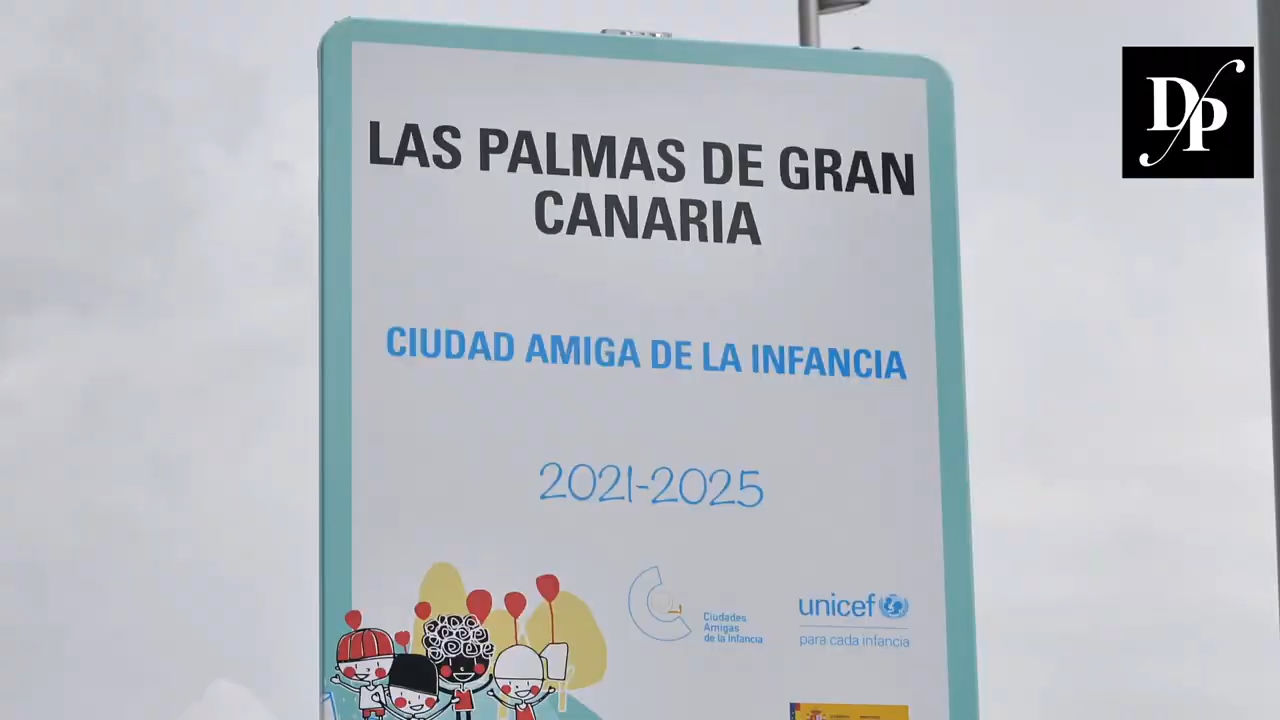 DP
LAS PALMAS DE GRAN
CANARIA
CIUDAD AMIGA DE LA INFANCIA
2021-2025
Ciudades
Amigas
de la Infancia
unicef
para cada infancia